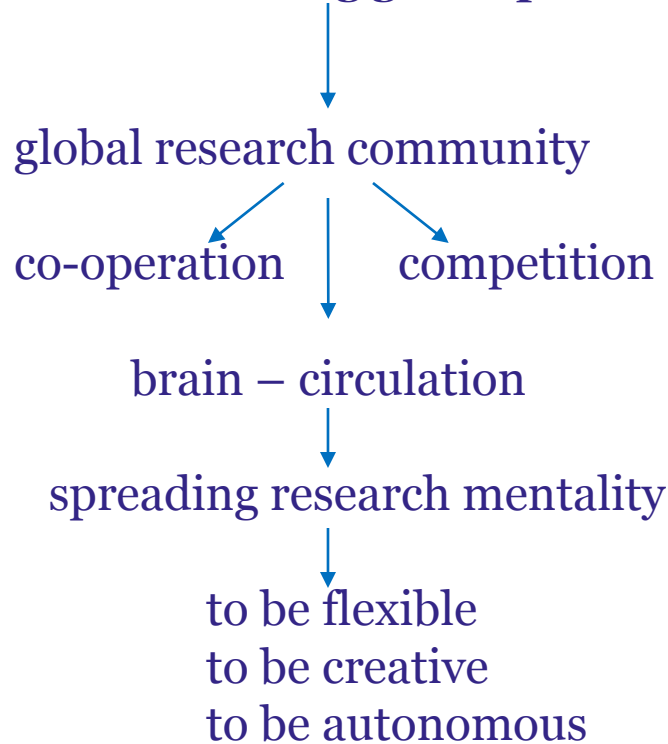 global research community
co-operation competition
brain – circulation
spreading research mentality
to be flexible
to be creative
to be autonomous